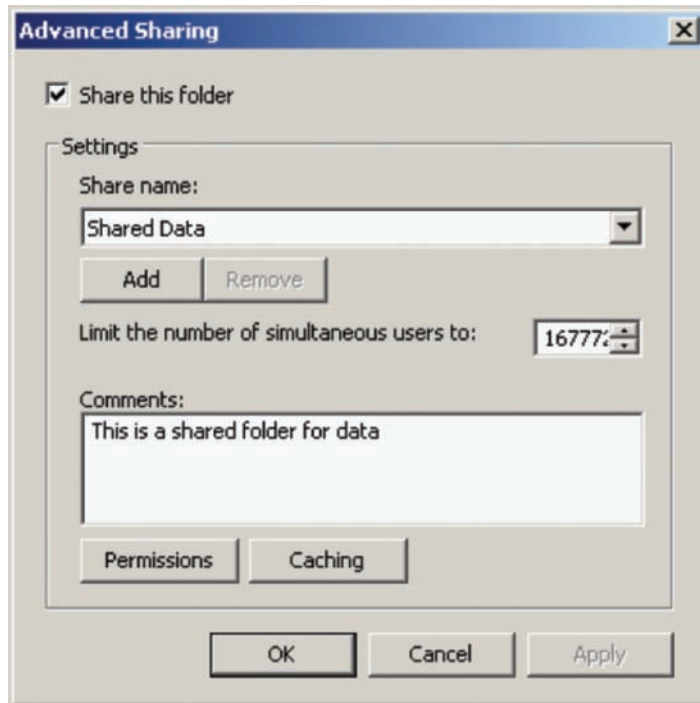 Advanced Sharing
Share this folder
Settings
Share name:
Shared Data
Add Remove
Limit the number of simultaneous users to:
Comments:
This is a shared folder for data
Permissions Caching
OK Cancel Apply